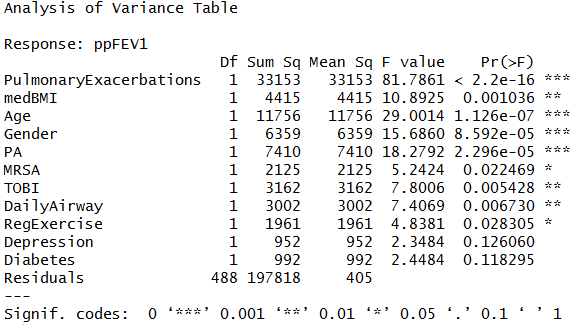 Analysis of Variance Table

Response: ppFEV1
                      Df Sum Sq Mean Sq F value    Pr(>F)
PulmonaryExacerbations  1  33153   33153 81.7861 < 2.2e-16 ***
medBMI                  1   4415    4415 10.8925  0.001036 **
Age                     1  11756   11756 29.0014 1.126e-07 ***
Gender                  1   6359    6359 15.6860 8.592e-05 ***
PA                      1   7410    7410 18.2792 2.296e-05 ***
MRSA                    1   2125    2125  5.2424  0.022469 *
TOBI                    1   3162    3162  7.8006  0.005428 **
DailyAirway             1   3002    3002  7.4069  0.006730 **
RegExercise             1   1961    1961  4.8381  0.028305 *
Depression              1    952     952  2.3484  0.126060
Diabetes                1    992     992  2.4484  0.118295
Residuals             488 197818     405
---
Signif. codes:  0 ‘***’ 0.001 ‘**’ 0.01 ‘*’ 0.05 ‘.’ 0.1 ‘ ’ 1